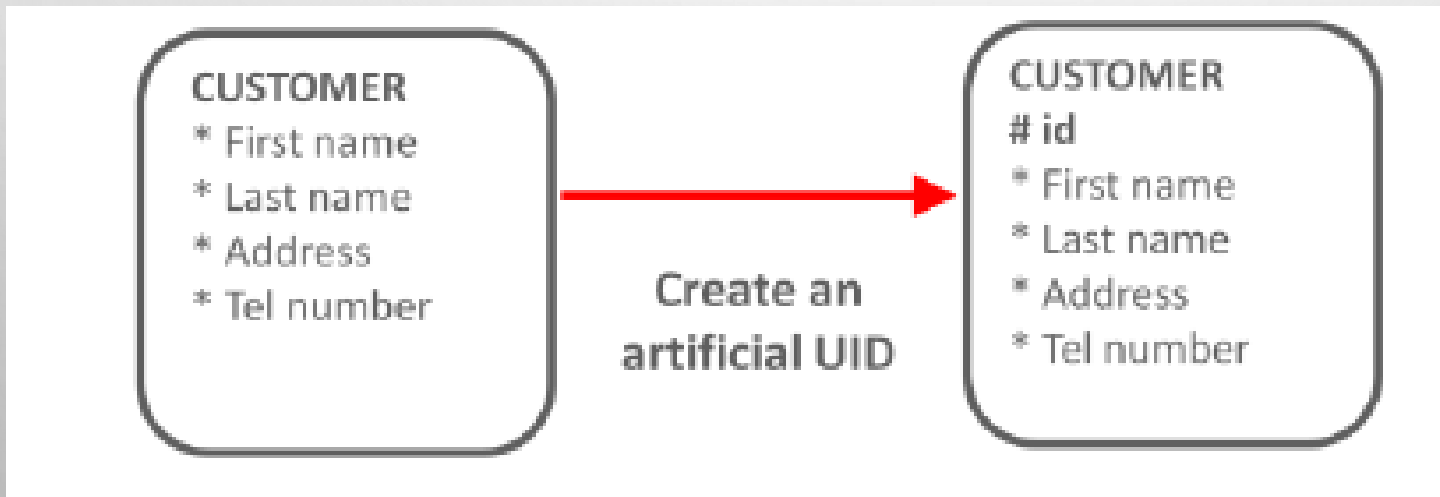 CUSTOMER
* First name
* Last name
* Address
* Tel number
Create an
artificial UID
CUSTOMER
# id
* First name
* Last name
* Address
* Tel number